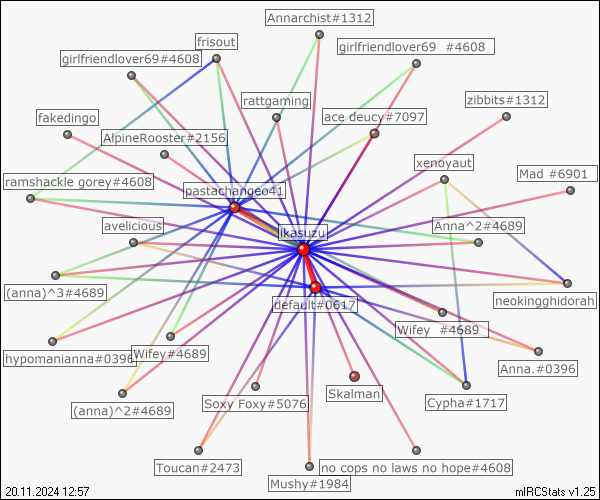 Annarchist#1312
frisout
girlfriendlover69  #4608
girlfriendlover69#4608
rattgaming
zibbits#1312
fakedingo
ace deucy#7097
AlpineRooster#2156
xenoyaut
Mad  #6901
ramshackle gorey#4608
pastachangeo41
avelicious
Anna^2#4689
ikasuzu
(anna)^3#4689
default#0617
neokingghidorah
Wifey  #4689
hypomanianna#0396
Wifey#4689
Anna.#0396
Skalman
(anna)^2#4689
Soxy Foxy#5076
Cypha#1717
Toucan#2473
no cops no laws no hope#4608
Mushy#1984
20.11.2024 12:57
mIRCStats v1.25